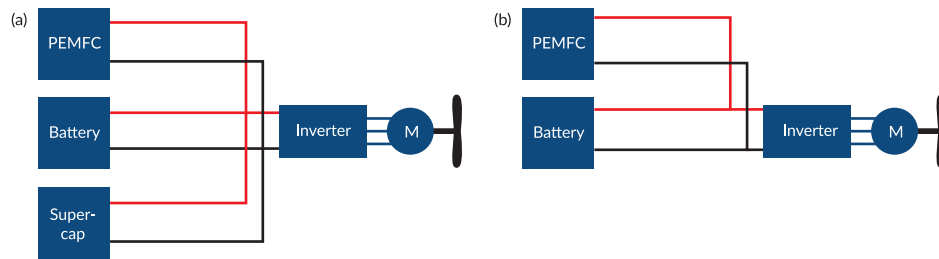 (a)
PEMFC
Battery
Super-
cap
Inverter
M
(b)
PEMFC
Battery
Inverter
M